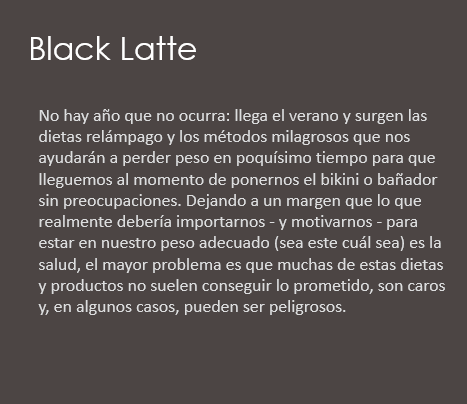 Black Latte
No hay año que no ocurra: llega el verano y surgen las
dietas relámpago y los métodos milagrosos que nos
ayudarán a perder peso en poquísimo tiempo para que
lleguemos al momento de ponernos el bikini o bañador
sin preocupaciones. Dejando a un margen que lo que
realmente debería importarnos - y motivarnos - para
estar en nuestro peso adecuado (sea este cuál sea) es la
salud, el mayor problema es que muchas de estas dietas
y productos no suelen conseguir lo prometido, son caros
y, en algunos casos, pueden ser peligrosos.